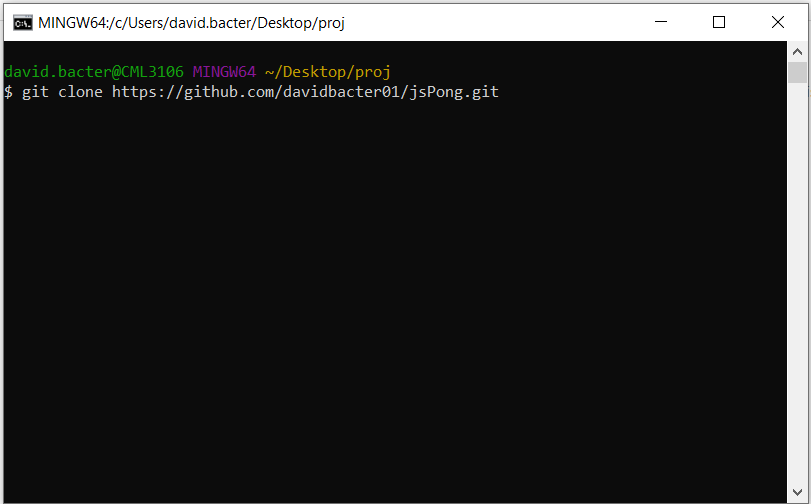 MINGW64:/c/Users/david.bacter/Desktop/proj
david.bacter@CML3106 MINGW64 ~/Desktop/proj
$ git clone https://github.com/davidbacter01/jsPong.git